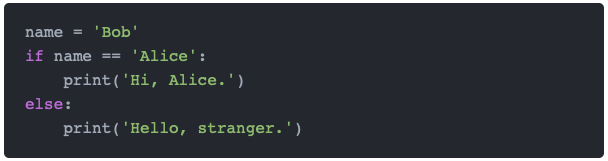 name = 'Bob'
if name == 'Alice':
    print('Hi, Alice.')
else:
    print('Hello, stranger.')